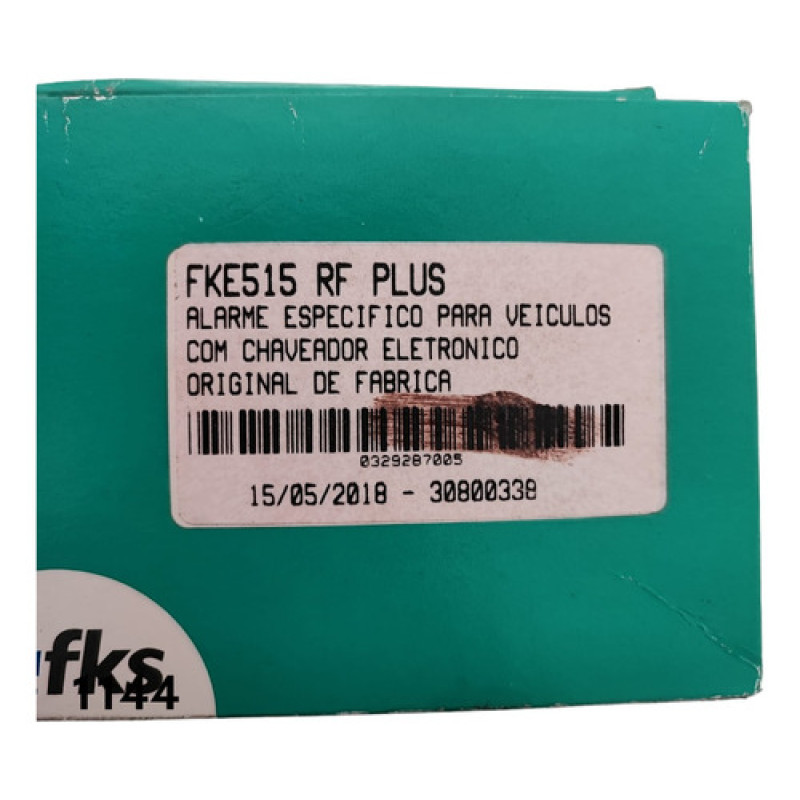 FKE515 RF PLUS
ALARME ESPECIFICO PARA VEICULOS
COM CHAVEADOR ELETRONICO
ORIGINAL DE FABRICA
0329287005
15/05/2018 - 30800338
fks
1144